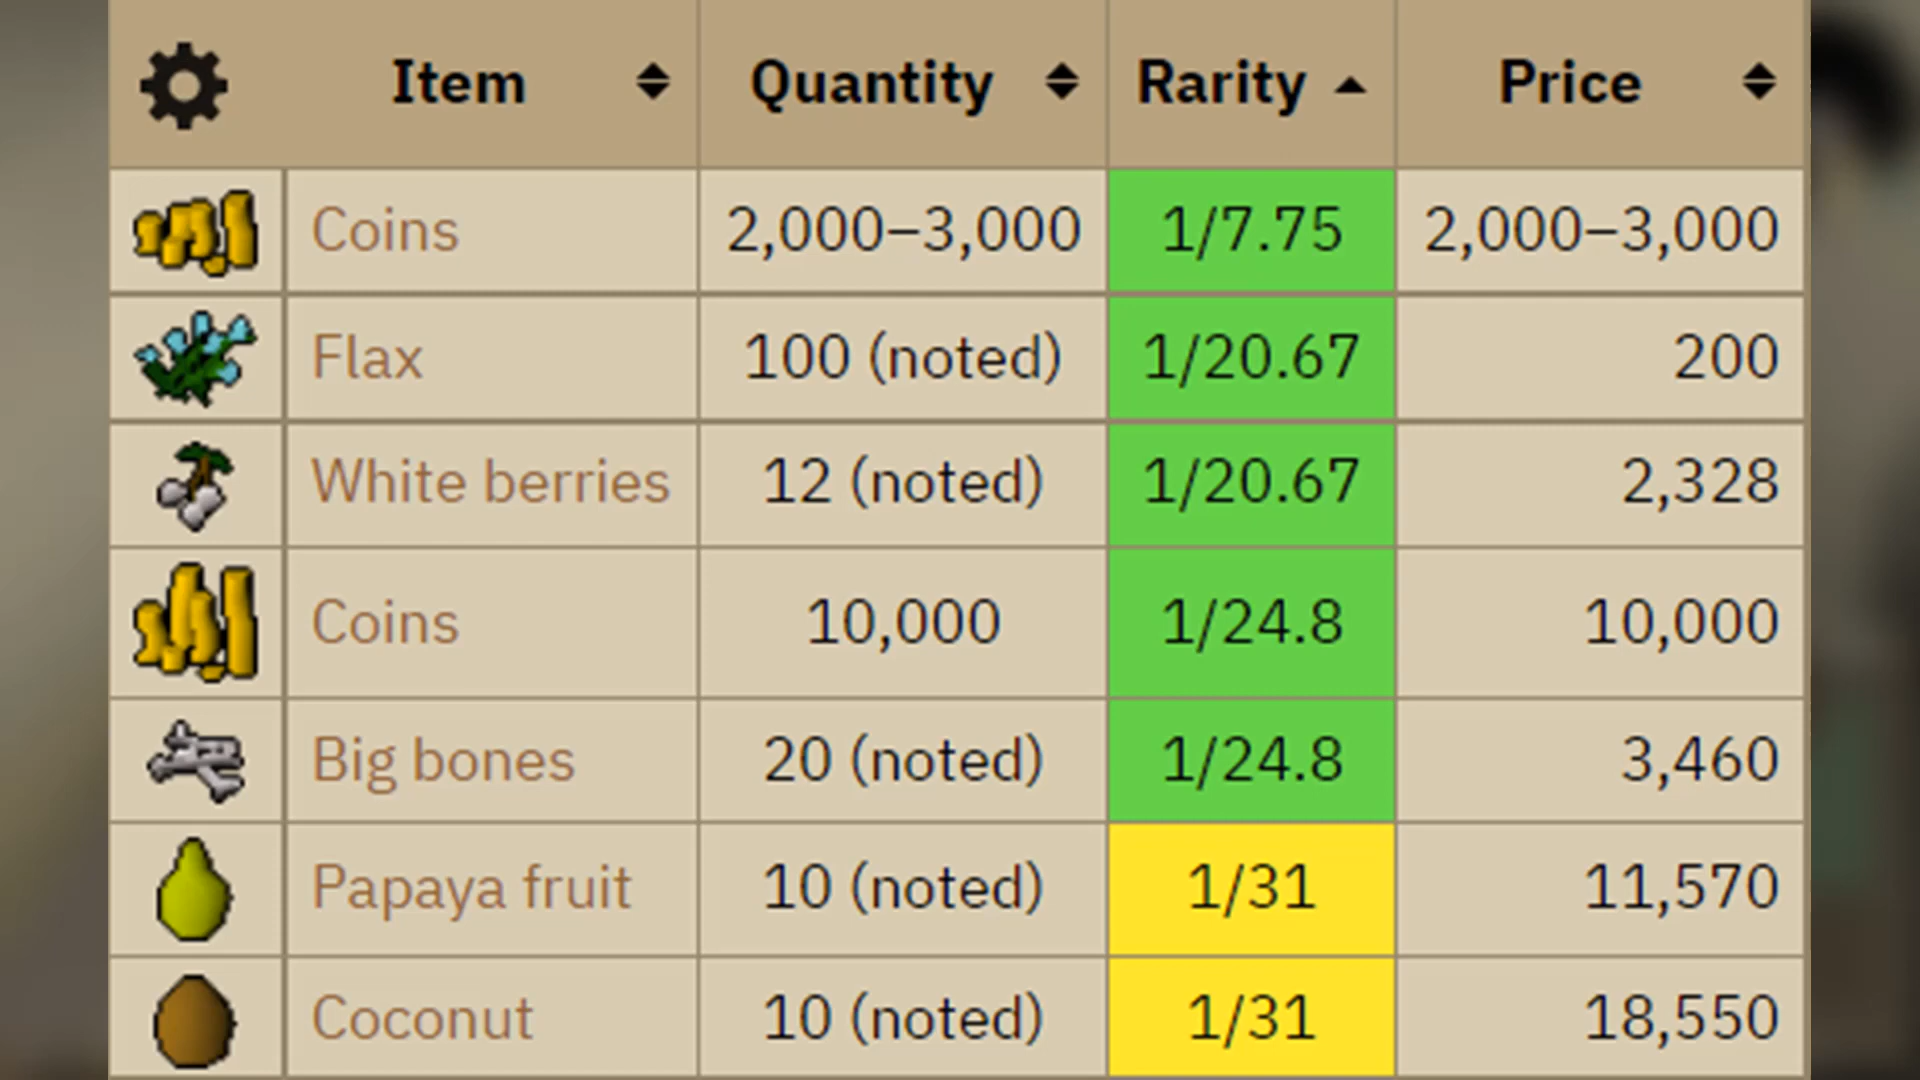 Item Quantity Rarity Price
Coins 2,000–3,000 1/7.75 2,000–3,000
Flax 100 (noted) 1/20.67 200
White berries 12 (noted) 1/20.67 2,328
Coins 10,000 1/24.8 10,000
Big bones 20 (noted) 1/24.8 3,460
Papaya fruit 10 (noted) 1/31 11,570
Coconut 10 (noted) 1/31 18,550